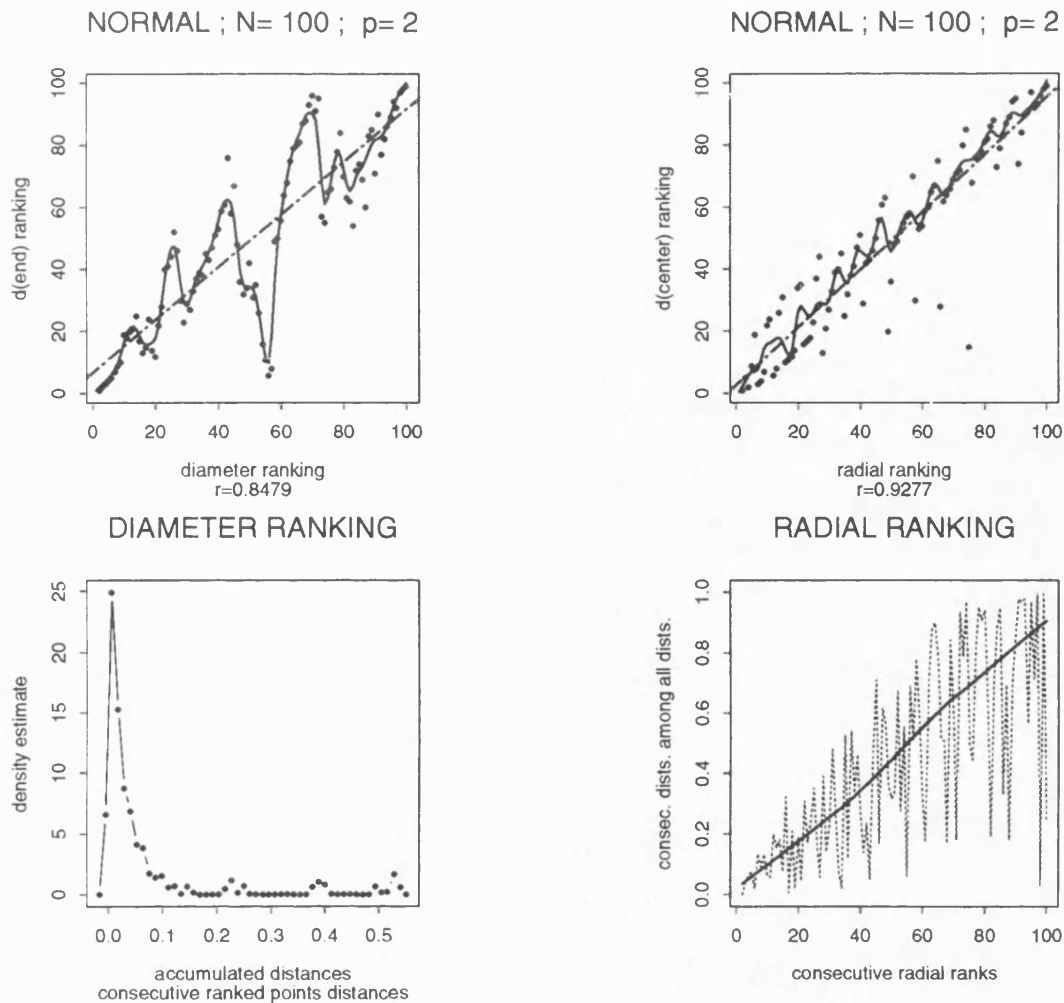 NORMAL ; N= 100 ; p= 2
d(end) ranking
0 20 40 60 80 100
0 20 40 60 80 100
diameter ranking
r=0.8479
NORMAL ; N= 100 ; p= 2
d(center) ranking
0 20 40 60 80 100
0 20 40 60 80 100
radial ranking
r=0.9277
DIAMETER RANKING
density estimate
0 5 10 15 20 25
0.0 0.1 0.2 0.3 0.4 0.5
accumulated distances
consecutive ranked points distances
RADIAL RANKING
consec. dists. among all dists.
0.0 0.2 0.4 0.6 0.8 1.0
0 20 40 60 80 100
consecutive radial ranks